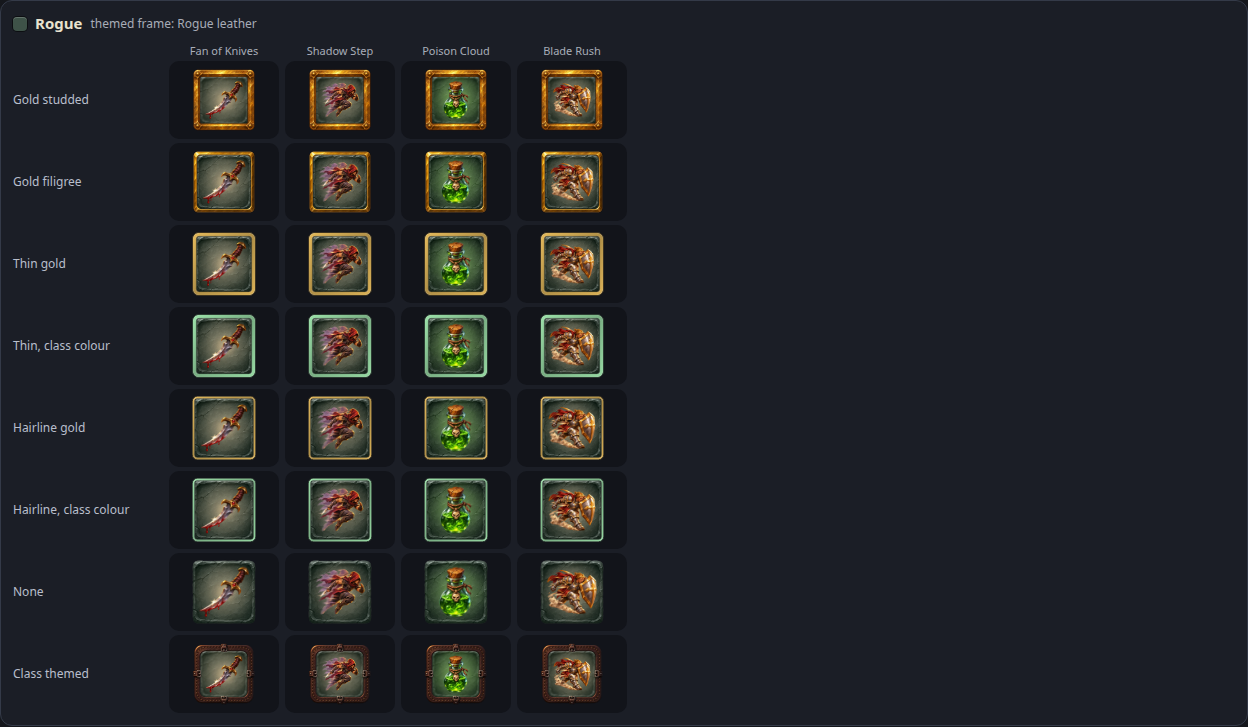 Rogue themed frame: Rogue leather
Fan of Knives Shadow Step Poison Cloud Blade Rush
Gold studded
Gold filigree
Thin gold
Thin, class colour
Hairline gold
Hairline, class colour
None
Class themed